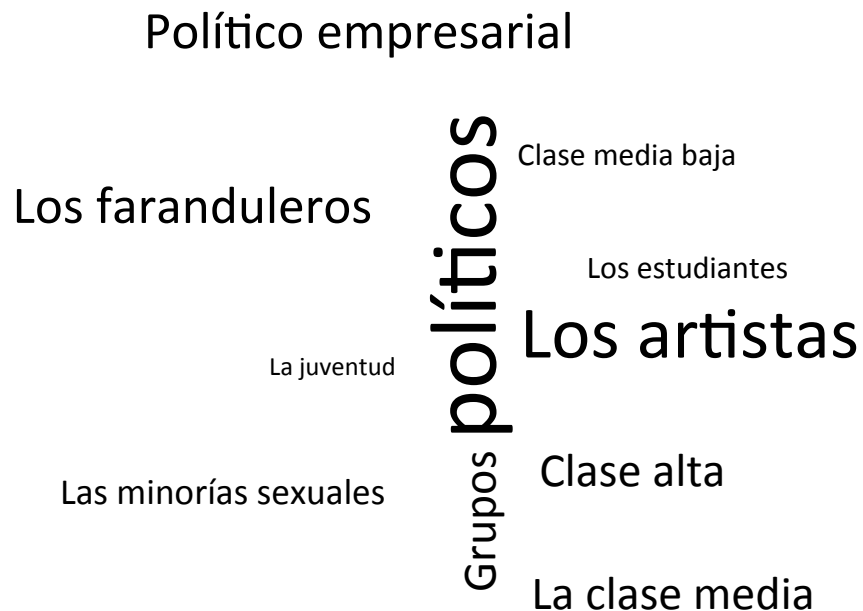 Político empresarial
Clase media baja
Los faranduleros
Los estudiantes
Los artistas
La juventud
Grupos políticos
Clase alta
Las minorías sexuales
La clase media